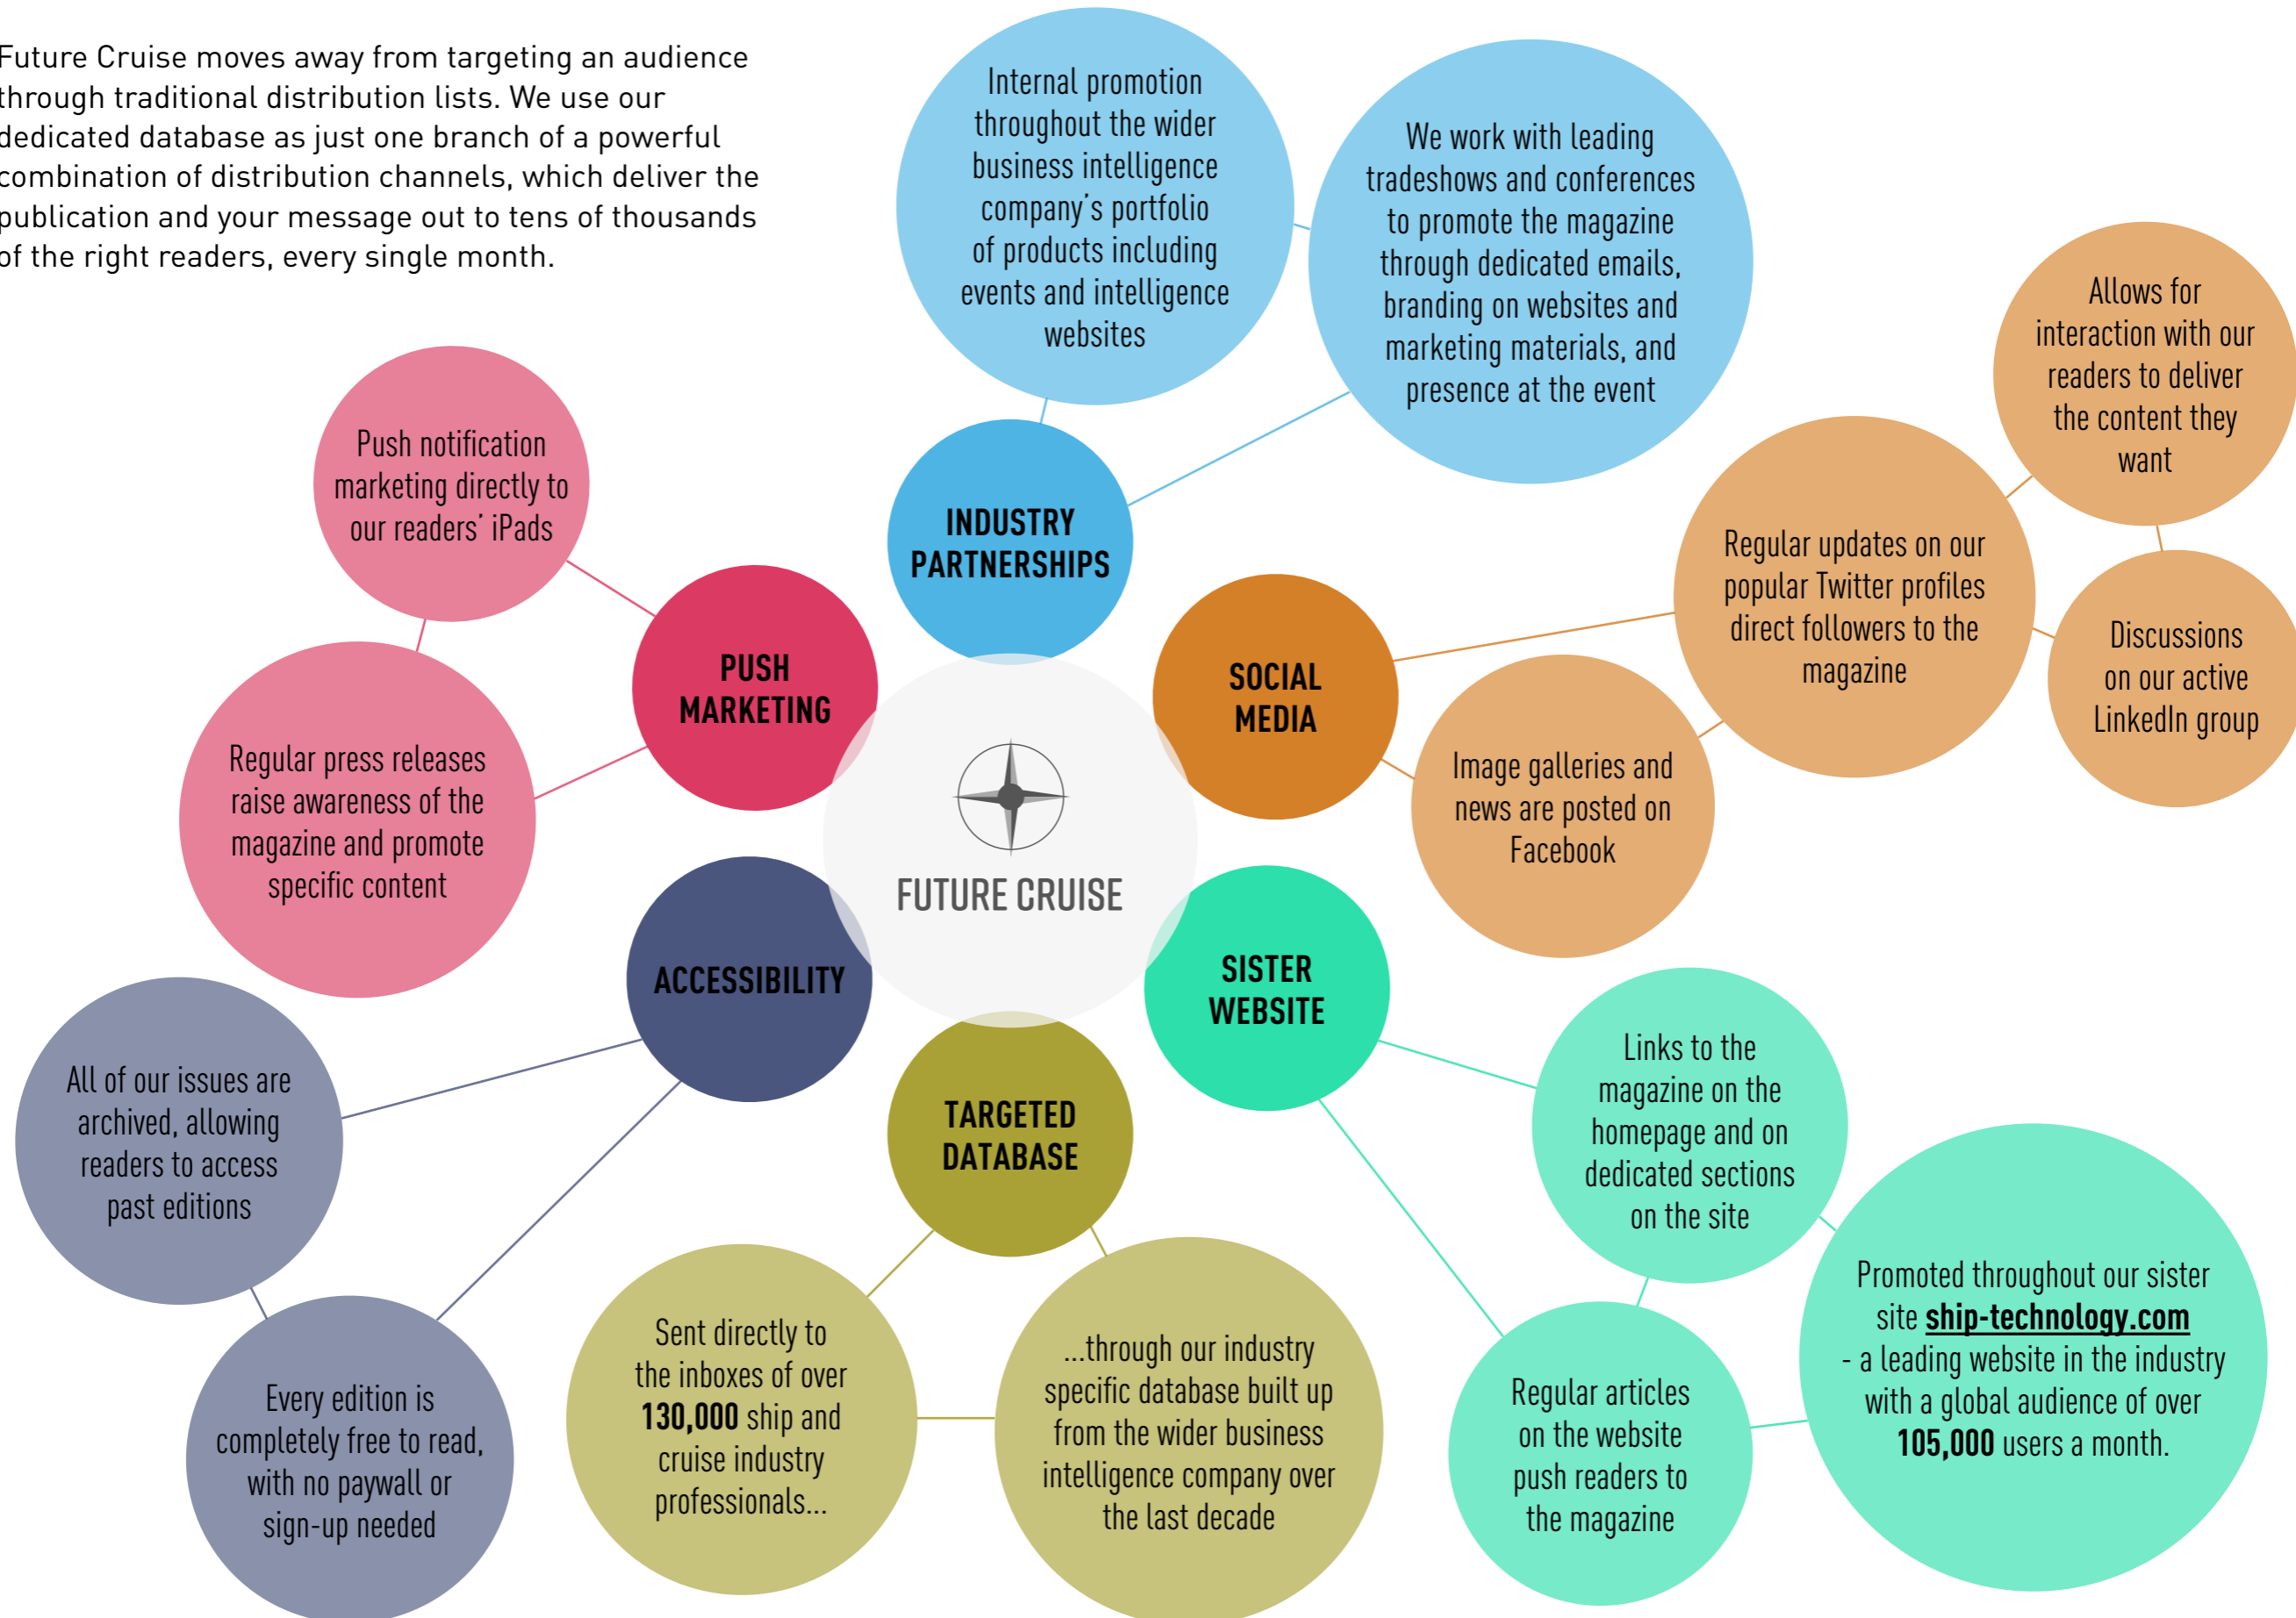 Future Cruise moves away from targeting an audience
through traditional distribution lists. We use our
dedicated database as just one branch of a powerful
combination of distribution channels, which deliver the
publication and your message out to tens of thousands
of the right readers, every single month.
Internal promotion
throughout the wider
business intelligence
company's portfolio
of products including
events and intelligence
websites
We work with leading
tradeshows and conferences
to promote the magazine
through dedicated emails,
branding on websites and
marketing materials, and
presence at the event
INDUSTRY
PARTNERSHIPS
Push notification
marketing directly to
our readers' iPads
Regular press releases
raise awareness of the
magazine and promote
specific content
PUSH
MARKETING
SOCIAL
MEDIA
Allows for
interaction with our
readers to deliver
the content they
want
Regular updates on our
popular Twitter profiles
direct followers to the
magazine
Discussions
on our active
LinkedIn group
Image galleries and
news are posted on
Facebook
FUTURE CRUISE
ACCESSIBILITY
All of our issues are
archived, allowing
readers to access
past editions
Every edition is
completely free to read,
with no paywall or
sign-up needed
TARGETED
DATABASE
Sent directly to
the inboxes of over
130,000 ship and
cruise industry
professionals...
...through our industry
specific database built up
from the wider business
intelligence company over
the last decade
SISTER
WEBSITE
Links to the
magazine on the
homepage and on
dedicated sections
on the site
Regular articles
on the website
push readers to
the magazine
Promoted throughout our sister
site ship-technology.com
- a leading website in the industry
with a global audience of over
105,000 users a month.